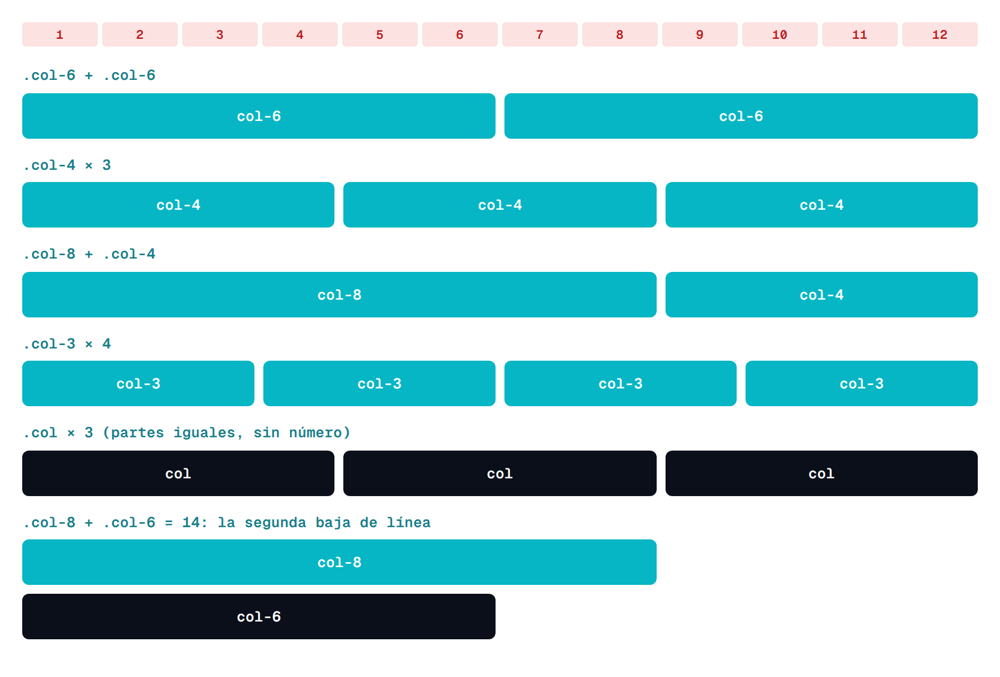 1 2 3 4 5 6 7 8 9 10 11 12
.col-6 + .col-6
col-6 col-6
.col-4 × 3
col-4 col-4 col-4
.col-8 + .col-4
col-8 col-4
.col-3 × 4
col-3 col-3 col-3 col-3
.col × 3 (partes iguales, sin número)
col col col
.col-8 + .col-6 = 14: la segunda baja de línea
col-8
col-6